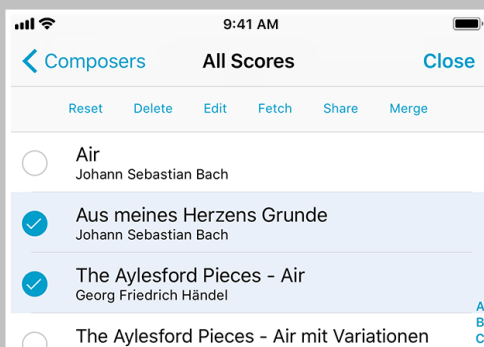 9:41 AM
Composers All Scores Close
Reset Delete Edit Fetch Share Merge
Air
Johann Sebastian Bach
Aus meines Herzens Grunde
Johann Sebastian Bach
The Aylesford Pieces - Air
Georg Friedrich Händel
A
B
C
The Aylesford Pieces - Air mit Variationen